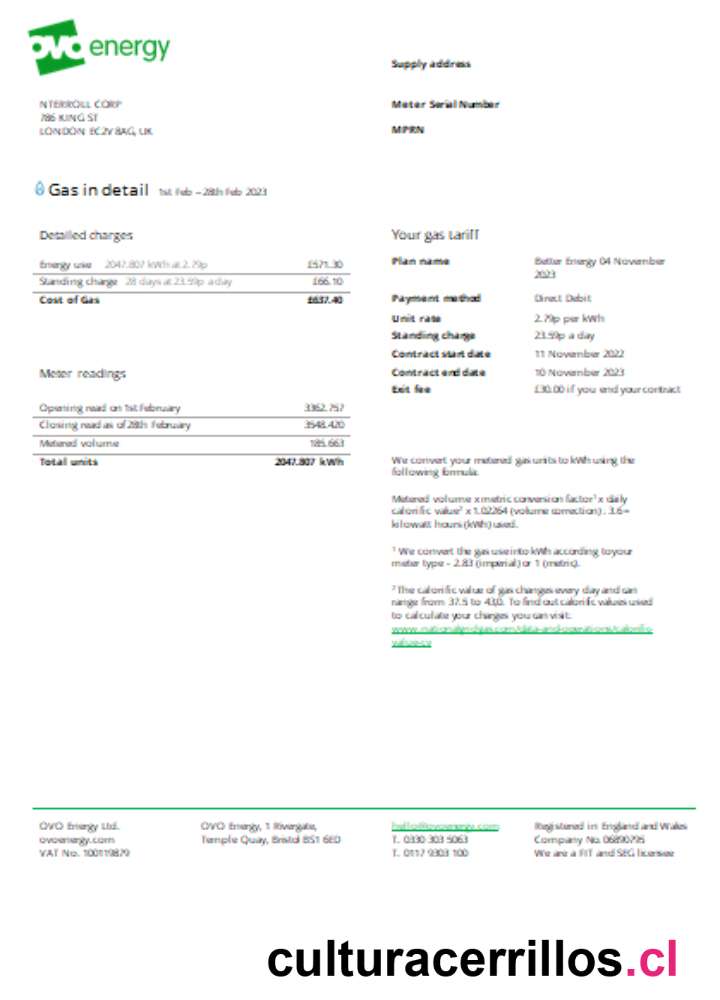 ovo energy
Supply address
NTERROLL CORP
786 KING ST
LONDON EC2V 8AG, UK
Meter Serial Number
MPRN
Gas in detail 1st Feb – 28th Feb 2023
Detailed charges
Energy use 2047.807 kWh at 2.79p £571.30
Standing charge 28 days at 23.59p a day £66.10
Cost of Gas £637.40
Meter readings
Opening read on 1st February 3362.757
Closing read as of 28th February 3548.420
Metered volume 185.663
Total units 2047.807 kWh
Your gas tariff
Plan name Better Energy 04 November
2023
Payment method Direct Debit
Unit rate 2.79p per kWh
Standing charge 23.59p a day
Contract start date 11 November 2022
Contract end date 10 November 2023
Exit fee £30.00 if you end your contract
We convert your metered gas units to kWh using the
following formula:
Metered volume x metric conversion factor¹ x daily
calorific value² x 1.02264 (volume correction) : 3.6 =
kilowatt hours (kWh) used.
¹ We convert the gas use into kWh according to your
meter type – 2.83 (imperial) or 1 (metric).
² The calorific value of gas changes every day and can
range from 37.5 to 43,0. To find out calorific values used
to calculate your charges you can visit:
www.nationalgridgas.com/data-and-operations/calorific-
value-cv
OVO Energy Ltd.
ovoenergy.com
VAT No. 100119879
OVO Energy, 1 Rivergate,
Temple Quay, Bristol BS1 6ED
hello@ovoenergy.com
T. 0330 303 5063
T. 0117 9303 100
Registered in England and Wales
Company No. 06890795
We are a FIT and SEG licensee
culturacerrillos.cl